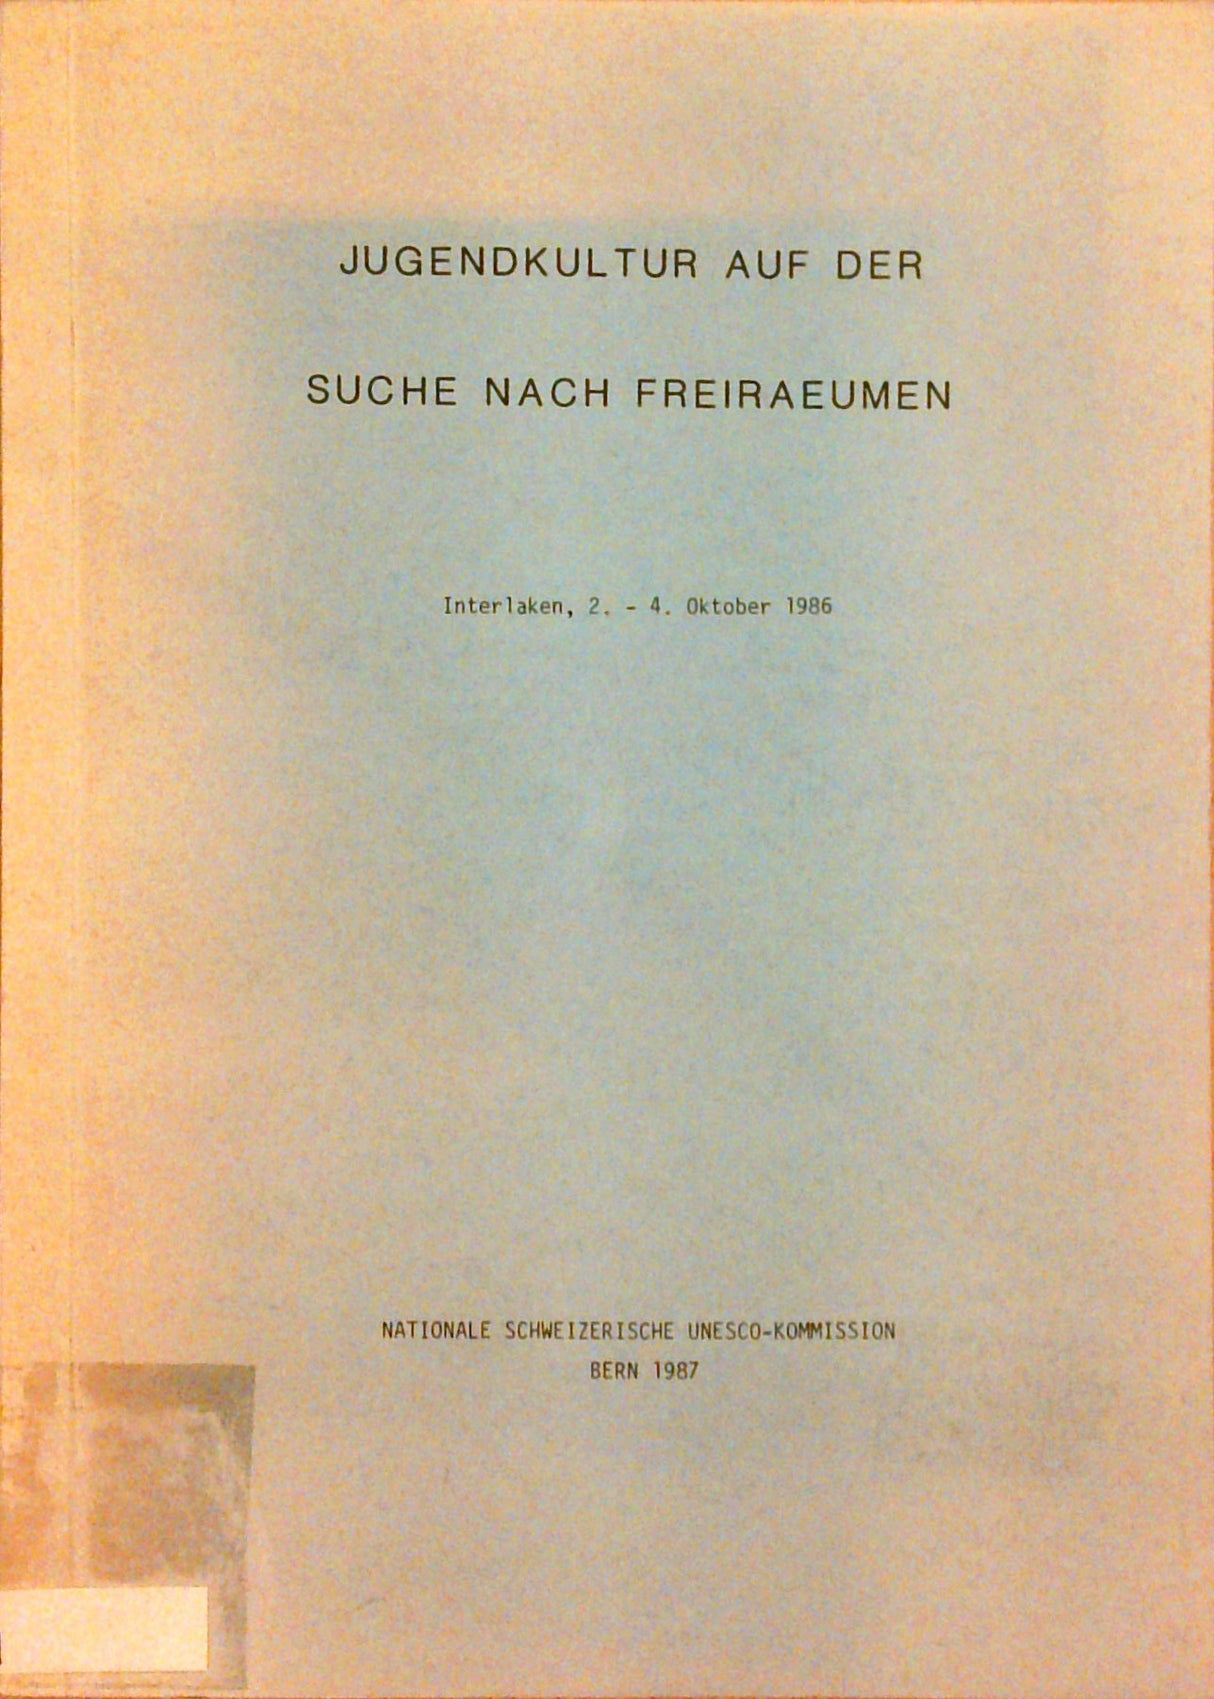 JUGENDKULTUR AUF DER
SUCHE NACH FREIRAEUMEN
Interlaken, 2. - 4. Oktober 1986
NATIONALE SCHWEIZERISCHE UNESCO-KOMMISSION
BERN 1987